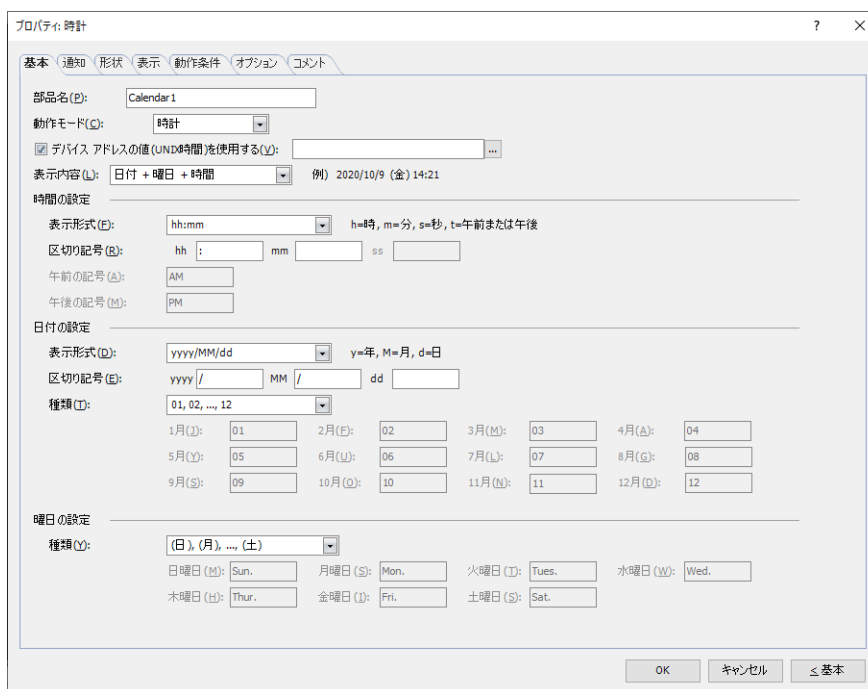 プロパティ: 時計 ? ×
基本 通知 形状 表示 動作条件 オプション コメント
部品名(P): Calendar1
動作モード(C): 時計
デバイス アドレスの値(UNIX時間)を使用する(V): ...
表示内容(L): 日付 +曜日 +時間 例) 2020/10/9 (金) 14:21
時間の設定
表示形式(F): hh:mm h=時, m=分, s=秒, t=午前または午後
区切り記号(R): hh : mm ss
午前の記号(A): AM
午後の記号(M): PM
日付の設定
表示形式(D): yyyy/MM/dd y=年, M=月, d=日
区切り記号(E): yyyy / MM / dd
種類(T): 01, 02, ..., 12
1月(J): 01 2月(F): 02 3月(M): 03 4月(A): 04
5月(Y): 05 6月(U): 06 7月(L): 07 8月(G): 08
9月(S): 09 10月(O): 10 11月(N): 11 12月(D): 12
曜日の設定
種類(Y): (日), (月), ..., (土)
日曜日(M): Sun. 月曜日(S): Mon. 火曜日(T): Tues. 水曜日(W): Wed.
木曜日(H): Thur. 金曜日(I): Fri. 土曜日(S): Sat.
OK キャンセル <基本